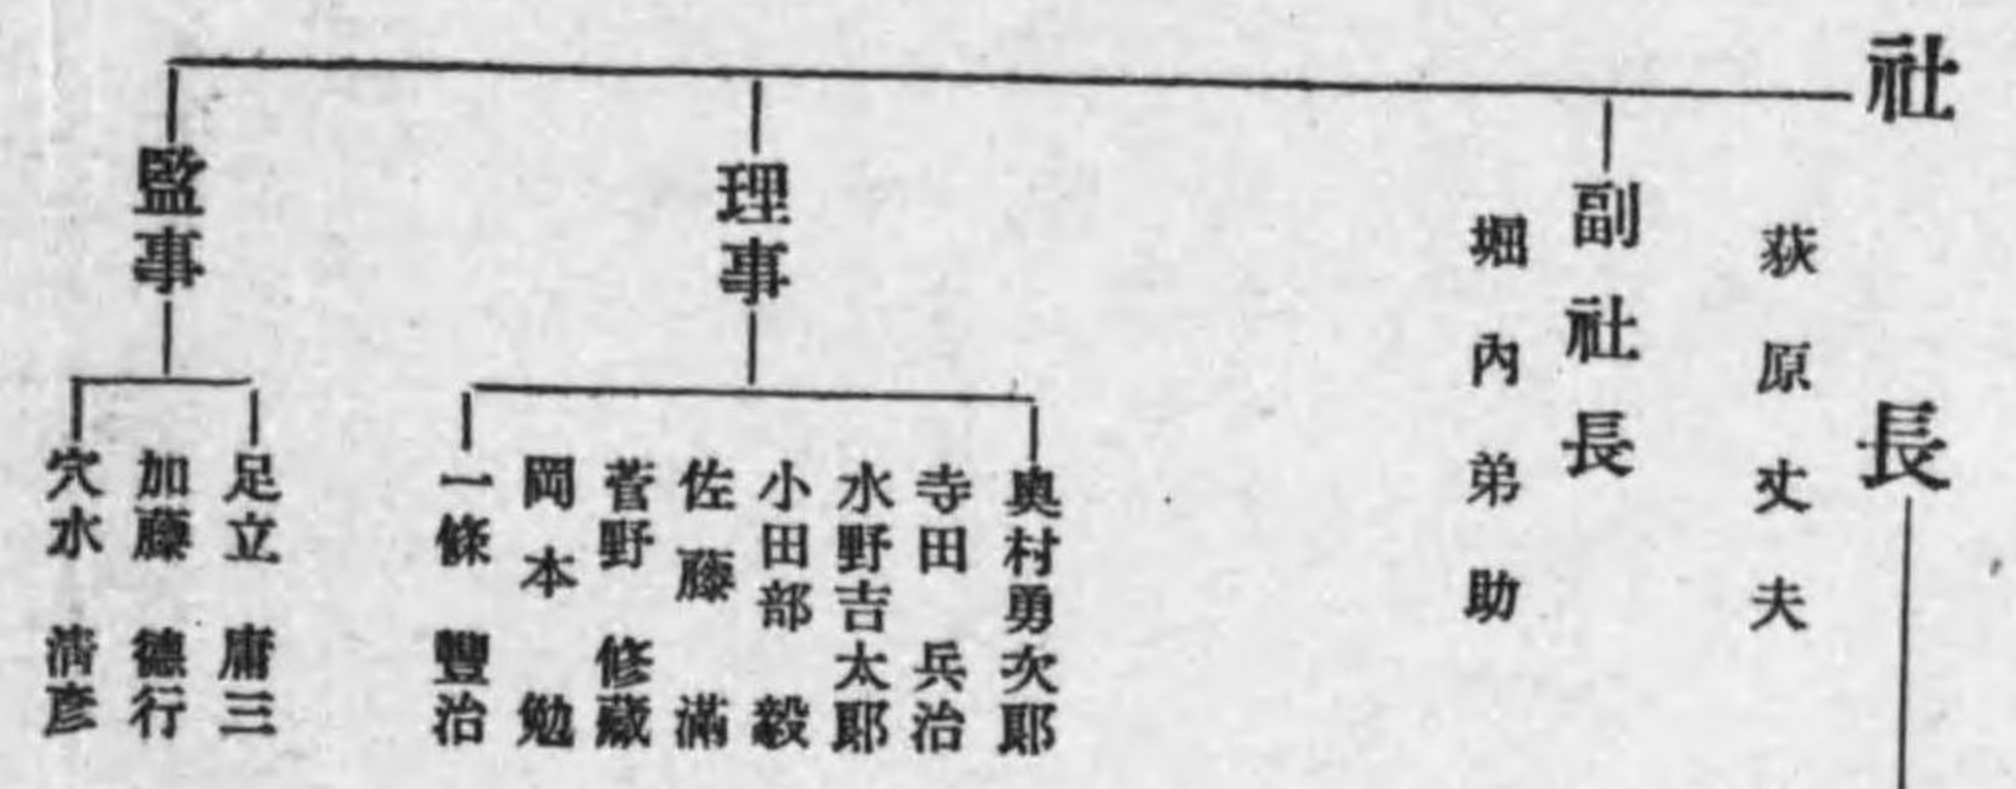 社長
荻原丈夫
副社長
堀内弟助
理事
奥村勇次郎
寺田兵治
水野吉太郎
小田部毅
佐藤滿
菅野修藏
岡本勉
一條豐治
監事
足立庸三
加藤德行
穴水淸彦